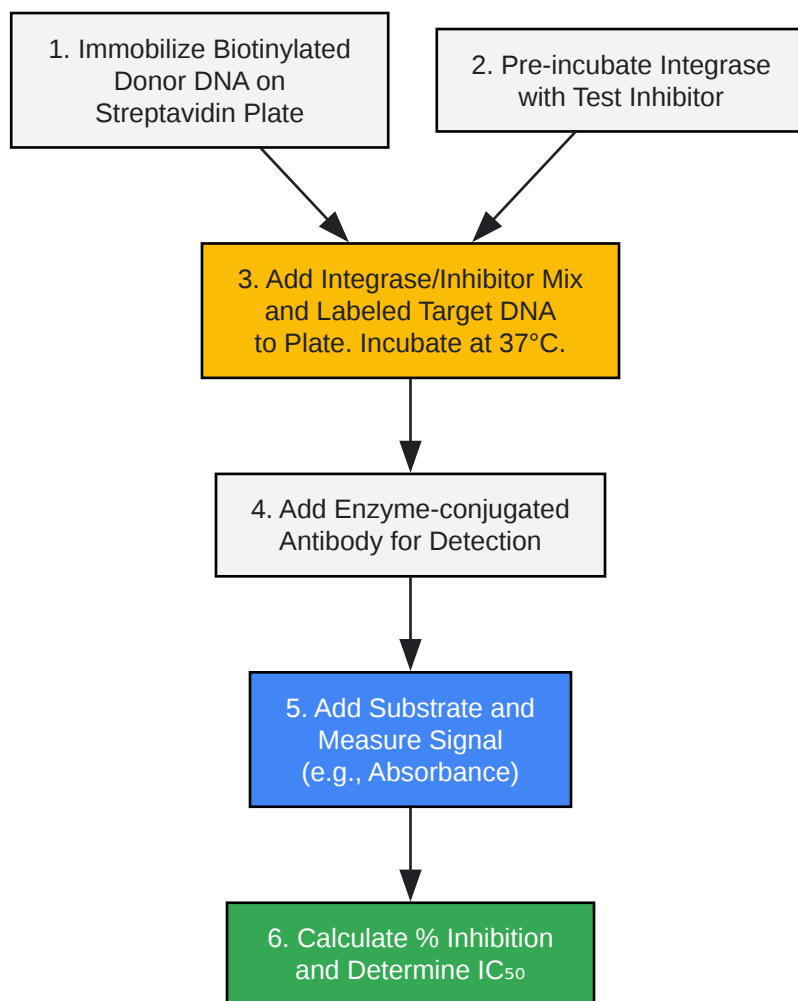 1. Immobilize Biotinylated
Donor DNA on
Streptavidin Plate
2. Pre-incubate Integrase
with Test Inhibitor
3. Add Integrase/Inhibitor Mix
and Labeled Target DNA
to Plate. Incubate at 37°C.
4. Add Enzyme-conjugated
Antibody for Detection
5. Add Substrate and
Measure Signal
(e.g., Absorbance)
6. Calculate % Inhibition
and Determine IC₅₀